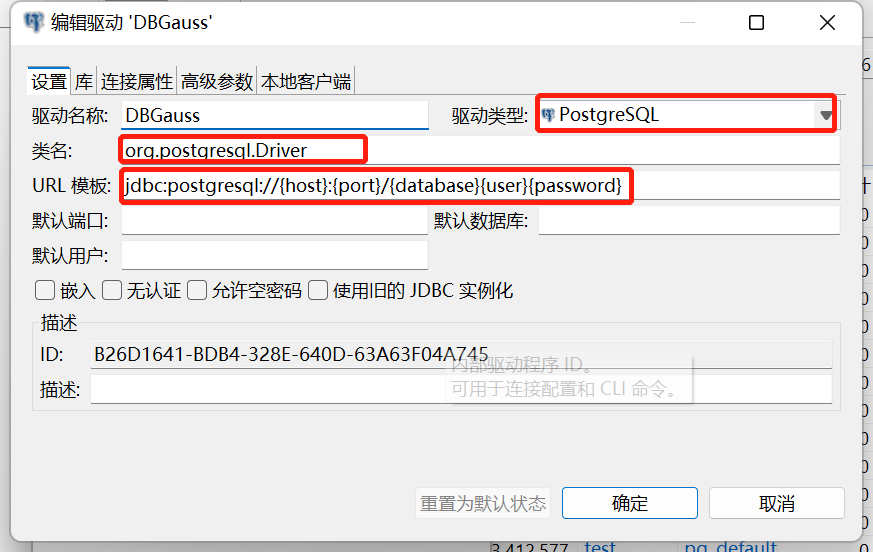 编辑驱动 'DBGauss'
6
设置 库 连接属性 高级参数 本地客户端
驱动名称: DBGauss 驱动类型: PostgreSQL
类名: org.postgresql.Driver
URL 模板: jdbc:postgresql://{host}:{port}/{database}{user}{password}
默认端口: 默认数据库:
默认用户:
嵌入 无认证 允许空密码 使用旧的 JDBC 实例化
描述
ID: B26D1641-BDB4-328E-640D-63A63F04A745
内部驱动程序 ID。
描述: 可用于连接配置和 CLI 命令。
重置为默认状态 确定 取消
3,412,577 test pg_default